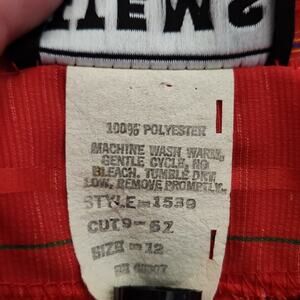 100% POLYESTER
MACHINE WASH WARM,
GENTLE CYCLE, NO
BLEACH. TUMBLE DRY
LOW, REMOVE PROMPTLY.
STYLE=1539
CUT9-57
SIZE=12